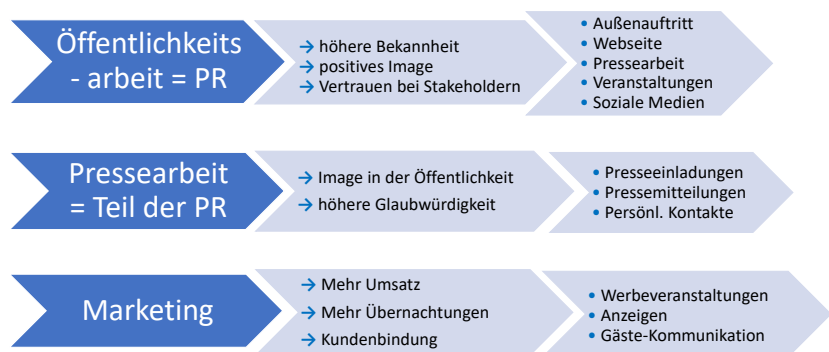 Öffentlichkeits
- arbeit = PR
→ höhere Bekannheit
→ positives Image
→ Vertrauen bei Stakeholdern
• Außenauftritt
• Webseite
• Pressearbeit
• Veranstaltungen
• Soziale Medien
Pressearbeit
= Teil der PR
→ Image in der Öffentlichkeit
→ höhere Glaubwürdigkeit
• Presseeinladungen
• Pressemitteilungen
• Persönl. Kontakte
Marketing
→ Mehr Umsatz
→ Mehr Übernachtungen
→ Kundenbindung
• Werbeveranstaltungen
• Anzeigen
• Gäste-Kommunikation